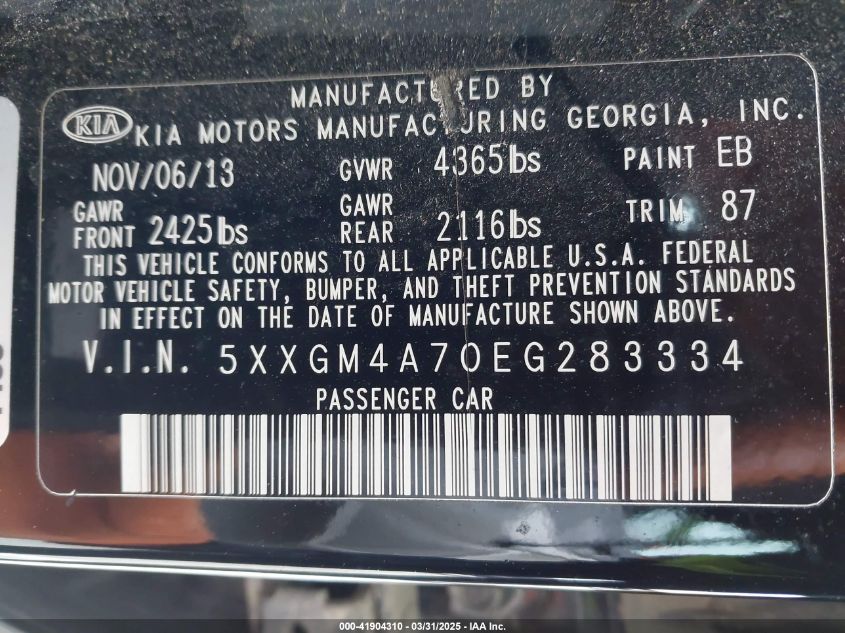 MANUFACTURED BY
KIA KIA MOTORS MANUFACTURING GEORGIA, INC.
NOV/06/13 GVWR 4365lbs PAINT EB
GAWR FRONT 2425lbs GAWR REAR 2116lbs TRIM 87
THIS VEHICLE CONFORMS TO ALL APPLICABLE U.S.A. FEDERAL
MOTOR VEHICLE SAFETY, BUMPER, AND THEFT PREVENTION STANDARDS
IN EFFECT ON THE DATE OF MANUFACTURE SHOWN ABOVE.
V.I.N. 5XXGM4A70EG283334
PASSENGER CAR
000-41904310 - 03/31/2025 - IAA Inc.